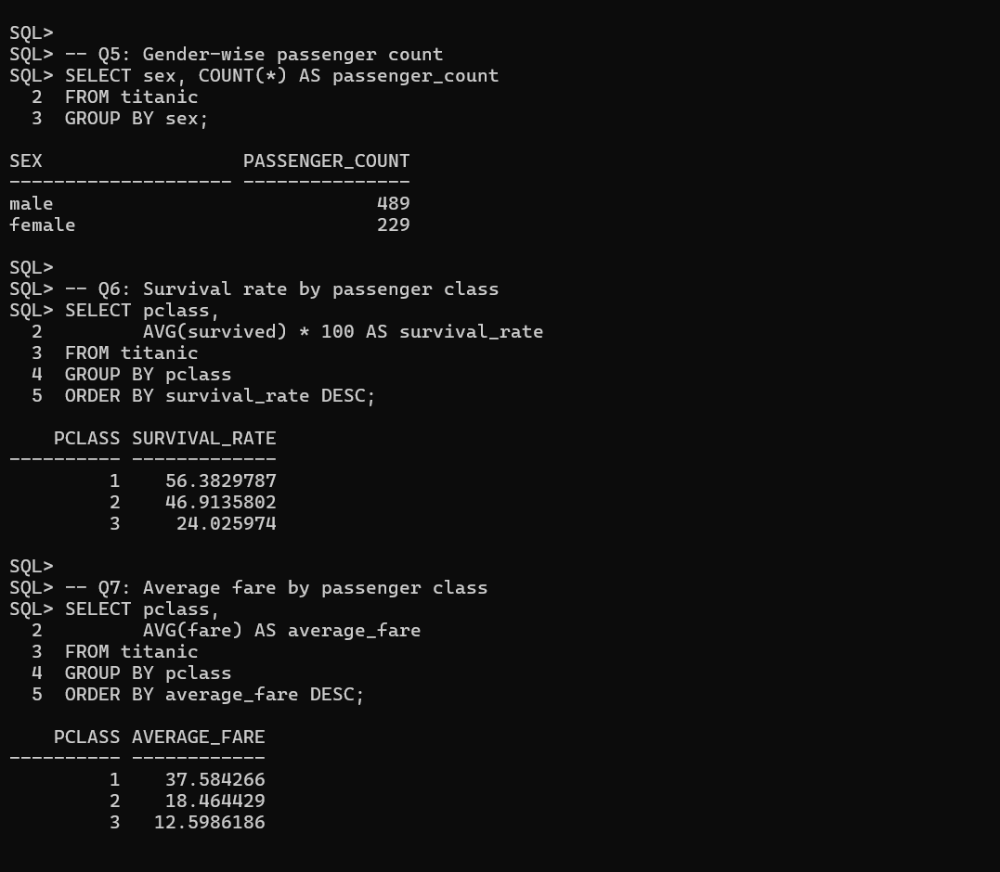 SQL>
SQL> -- Q5: Gender-wise passenger count
SQL> SELECT sex, COUNT(*) AS passenger_count
  2  FROM titanic
  3  GROUP BY sex;

SEX                  PASSENGER_COUNT
-------------------- ---------------
male                             489
female                           229

SQL>
SQL> -- Q6: Survival rate by passenger class
SQL> SELECT pclass,
  2         AVG(survived) * 100 AS survival_rate
  3  FROM titanic
  4  GROUP BY pclass
  5  ORDER BY survival_rate DESC;

    PCLASS SURVIVAL_RATE
---------- -------------
         1    56.3829787
         2    46.9135802
         3     24.025974

SQL>
SQL> -- Q7: Average fare by passenger class
SQL> SELECT pclass,
  2         AVG(fare) AS average_fare
  3  FROM titanic
  4  GROUP BY pclass
  5  ORDER BY average_fare DESC;

    PCLASS AVERAGE_FARE
---------- ------------
         1    37.584266
         2    18.464429
         3   12.5986186